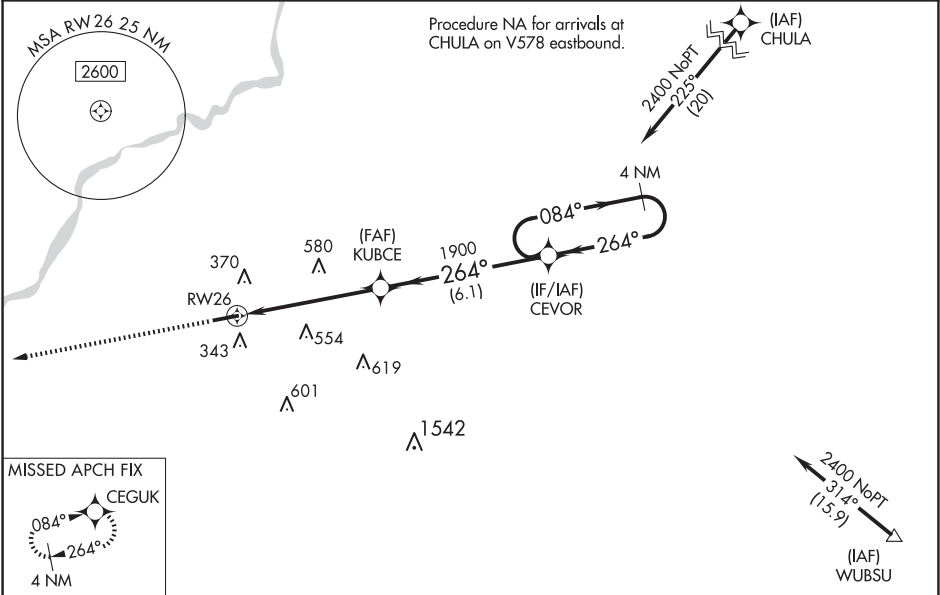 MSA RW26 25 NM
2600
Procedure NA for arrivals at
CHULA on V578 eastbound.
(IAF)
CHULA
2400 NoPT
225°
(20)
4 NM
084°
264°
(IF/IAF)
CEVOR
1900
264°
(6.1)
(FAF)
KUBCE
580
370
RW26
343
554
619
601
1542
MISSED APCH FIX
CEGUK
084°
264°
4 NM
2400 NoPT
314°
(15.9)
(IAF)
WUBSU